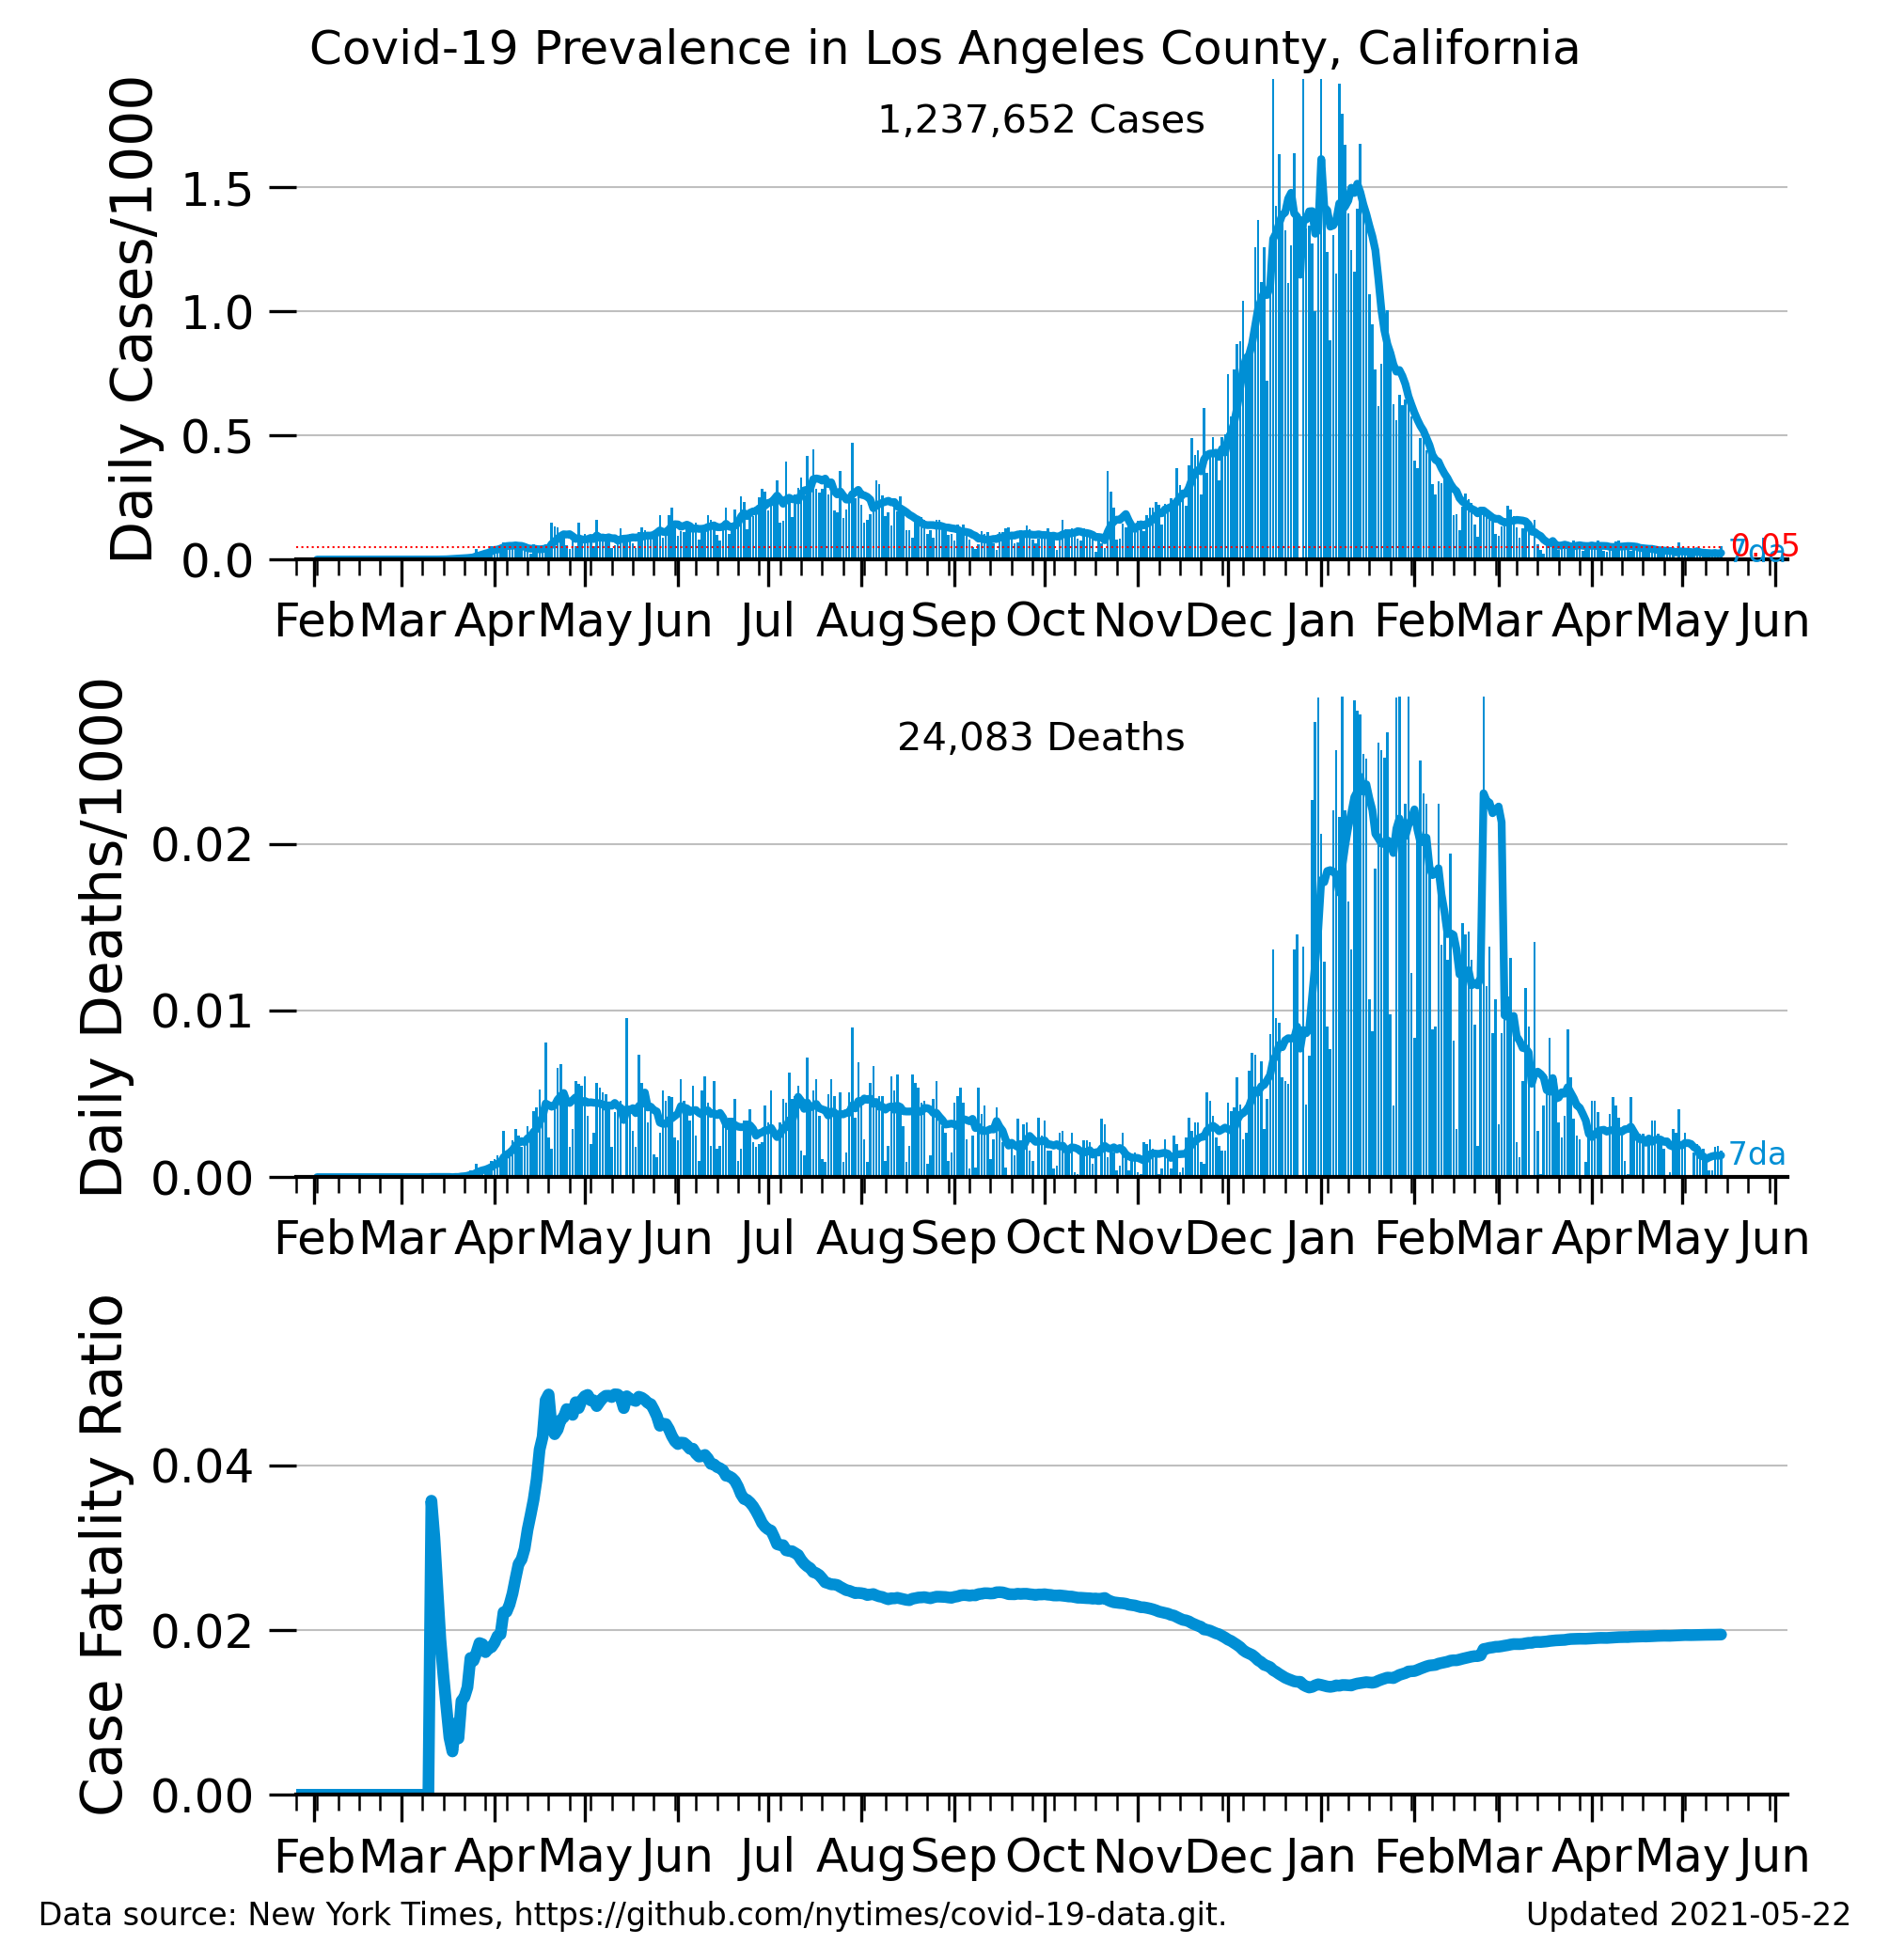 Covid-19 Prevalence in Los Angeles County, California
1,237,652 Cases
Daily Cases/1000
1.5
1.0
0.5
0.0
0.05
7da
Feb Mar Apr May Jun Jul Aug Sep Oct Nov Dec Jan Feb Mar Apr May Jun
24,083 Deaths
Daily Deaths/1000
0.02
0.01
0.00
7da
Feb Mar Apr May Jun Jul Aug Sep Oct Nov Dec Jan Feb Mar Apr May Jun
Case Fatality Ratio
0.04
0.02
0.00
Feb Mar Apr May Jun Jul Aug Sep Oct Nov Dec Jan Feb Mar Apr May Jun
Data source: New York Times, https://github.com/nytimes/covid-19-data.git.
Updated 2021-05-22